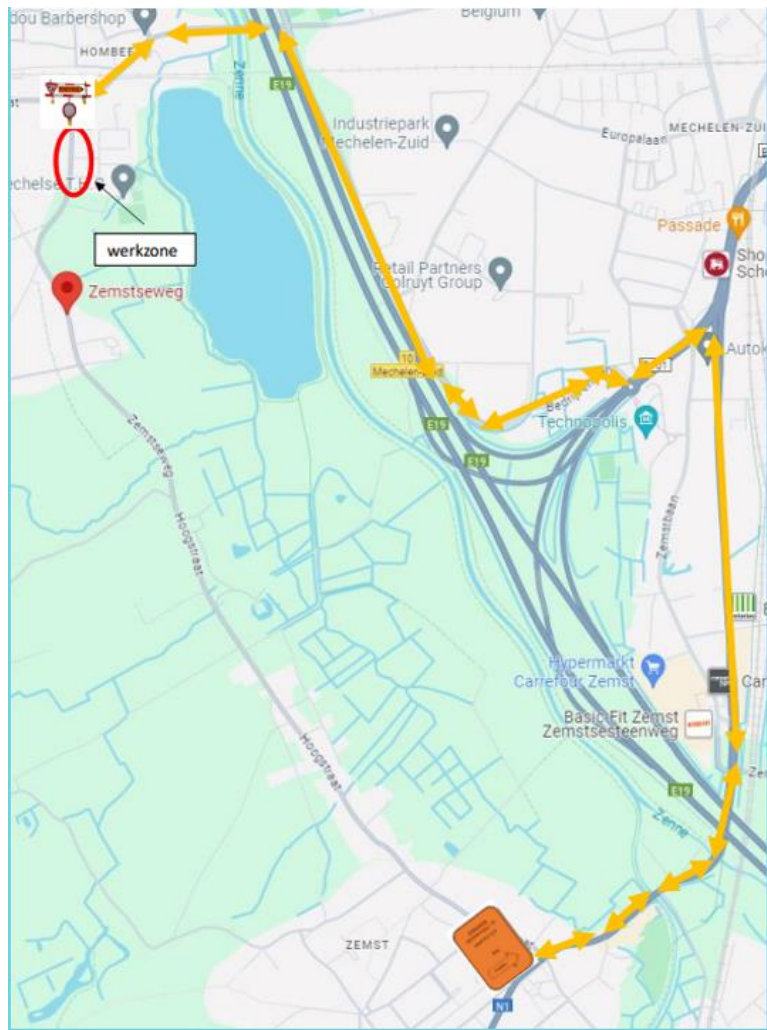 dou Barbershop
Belgium
HOMBEE
Zenne
E19
Industriepark
Mechelen-Zuid
Europalaan
MECHELEN-ZUI
echelse T.H.S
werkzone
Passade
Sho
Sch
Zemstseweg
Retail Partners
Colruyt Group
Autok
10
Mechelen-Zuid
E19
Technopolis
E19
Zemstseweg
Hoogstraat
Zemstbaan
Hypermarkt
Carrefour Zemst
Car
Basic-Fit Zemst
Zemstsesteenweg
Hoogstraat
E19
Zenne
ZEMST
N1